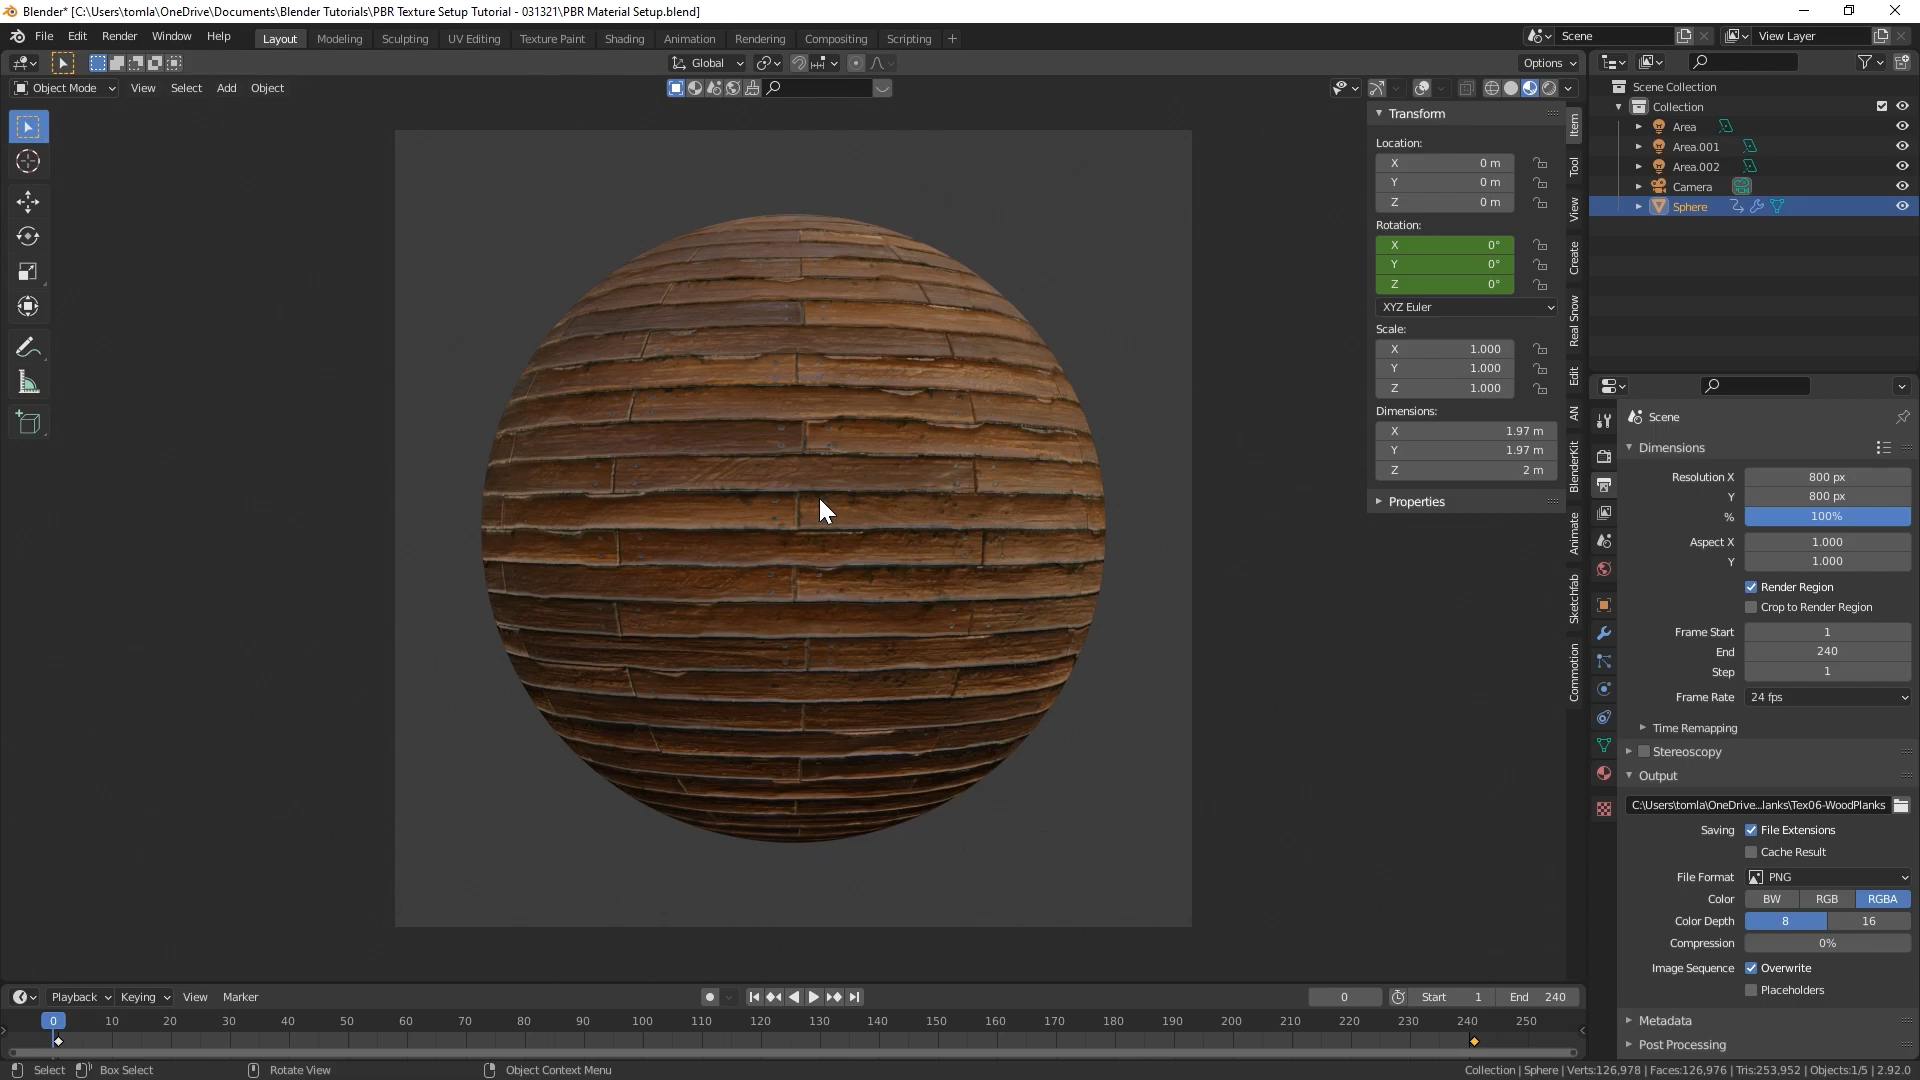 Blender* [C:\Users\tomla\OneDrive\Documents\Blender Tutorials\PBR Texture Setup Tutorial - 031321\PBR Material Setup.blend]
File Edit Render Window Help Layout Modeling Sculpting UV Editing Texture Paint Shading Animation Rendering Compositing Scripting + Scene View Layer
Global Options
Object Mode View Select Add Object
Transform
Location:
X 0 m
Y 0 m
Z 0 m
Rotation:
X 0°
Y 0°
Z 0°
XYZ Euler
Scale:
X 1.000
Y 1.000
Z 1.000
Dimensions:
X 1.97 m
Y 1.97 m
Z 2 m
Properties
Item
Tool
View
Create
Real Snow
Edit
AN
BlenderKit
Animate
Sketchfab
Commotion
Scene Collection
Collection
Area
Area.001
Area.002
Camera
Sphere
Scene
Dimensions
Resolution X 800 px
Y 800 px
% 100%
Aspect X 1.000
Y 1.000
Render Region
Crop to Render Region
Frame Start 1
End 240
Step 1
Frame Rate 24 fps
Time Remapping
Stereoscopy
Output
C:\Users\tomla\OneDrive...lanks\Tex06-WoodPlanks
Saving File Extensions
Cache Result
File Format PNG
Color BW RGB RGBA
Color Depth 8 16
Compression 0%
Image Sequence Overwrite
Placeholders
Metadata
Post Processing
Playback Keying View Marker 0 Start 1 End 240
0 10 20 30 40 50 60 70 80 90 100 110 120 130 140 150 160 170 180 190 200 210 220 230 240 250
Select Box Select Rotate View Object Context Menu Collection | Sphere | Verts:126,978 | Faces:126,976 | Tris:253,952 | Objects:1/5 | 2.92.0